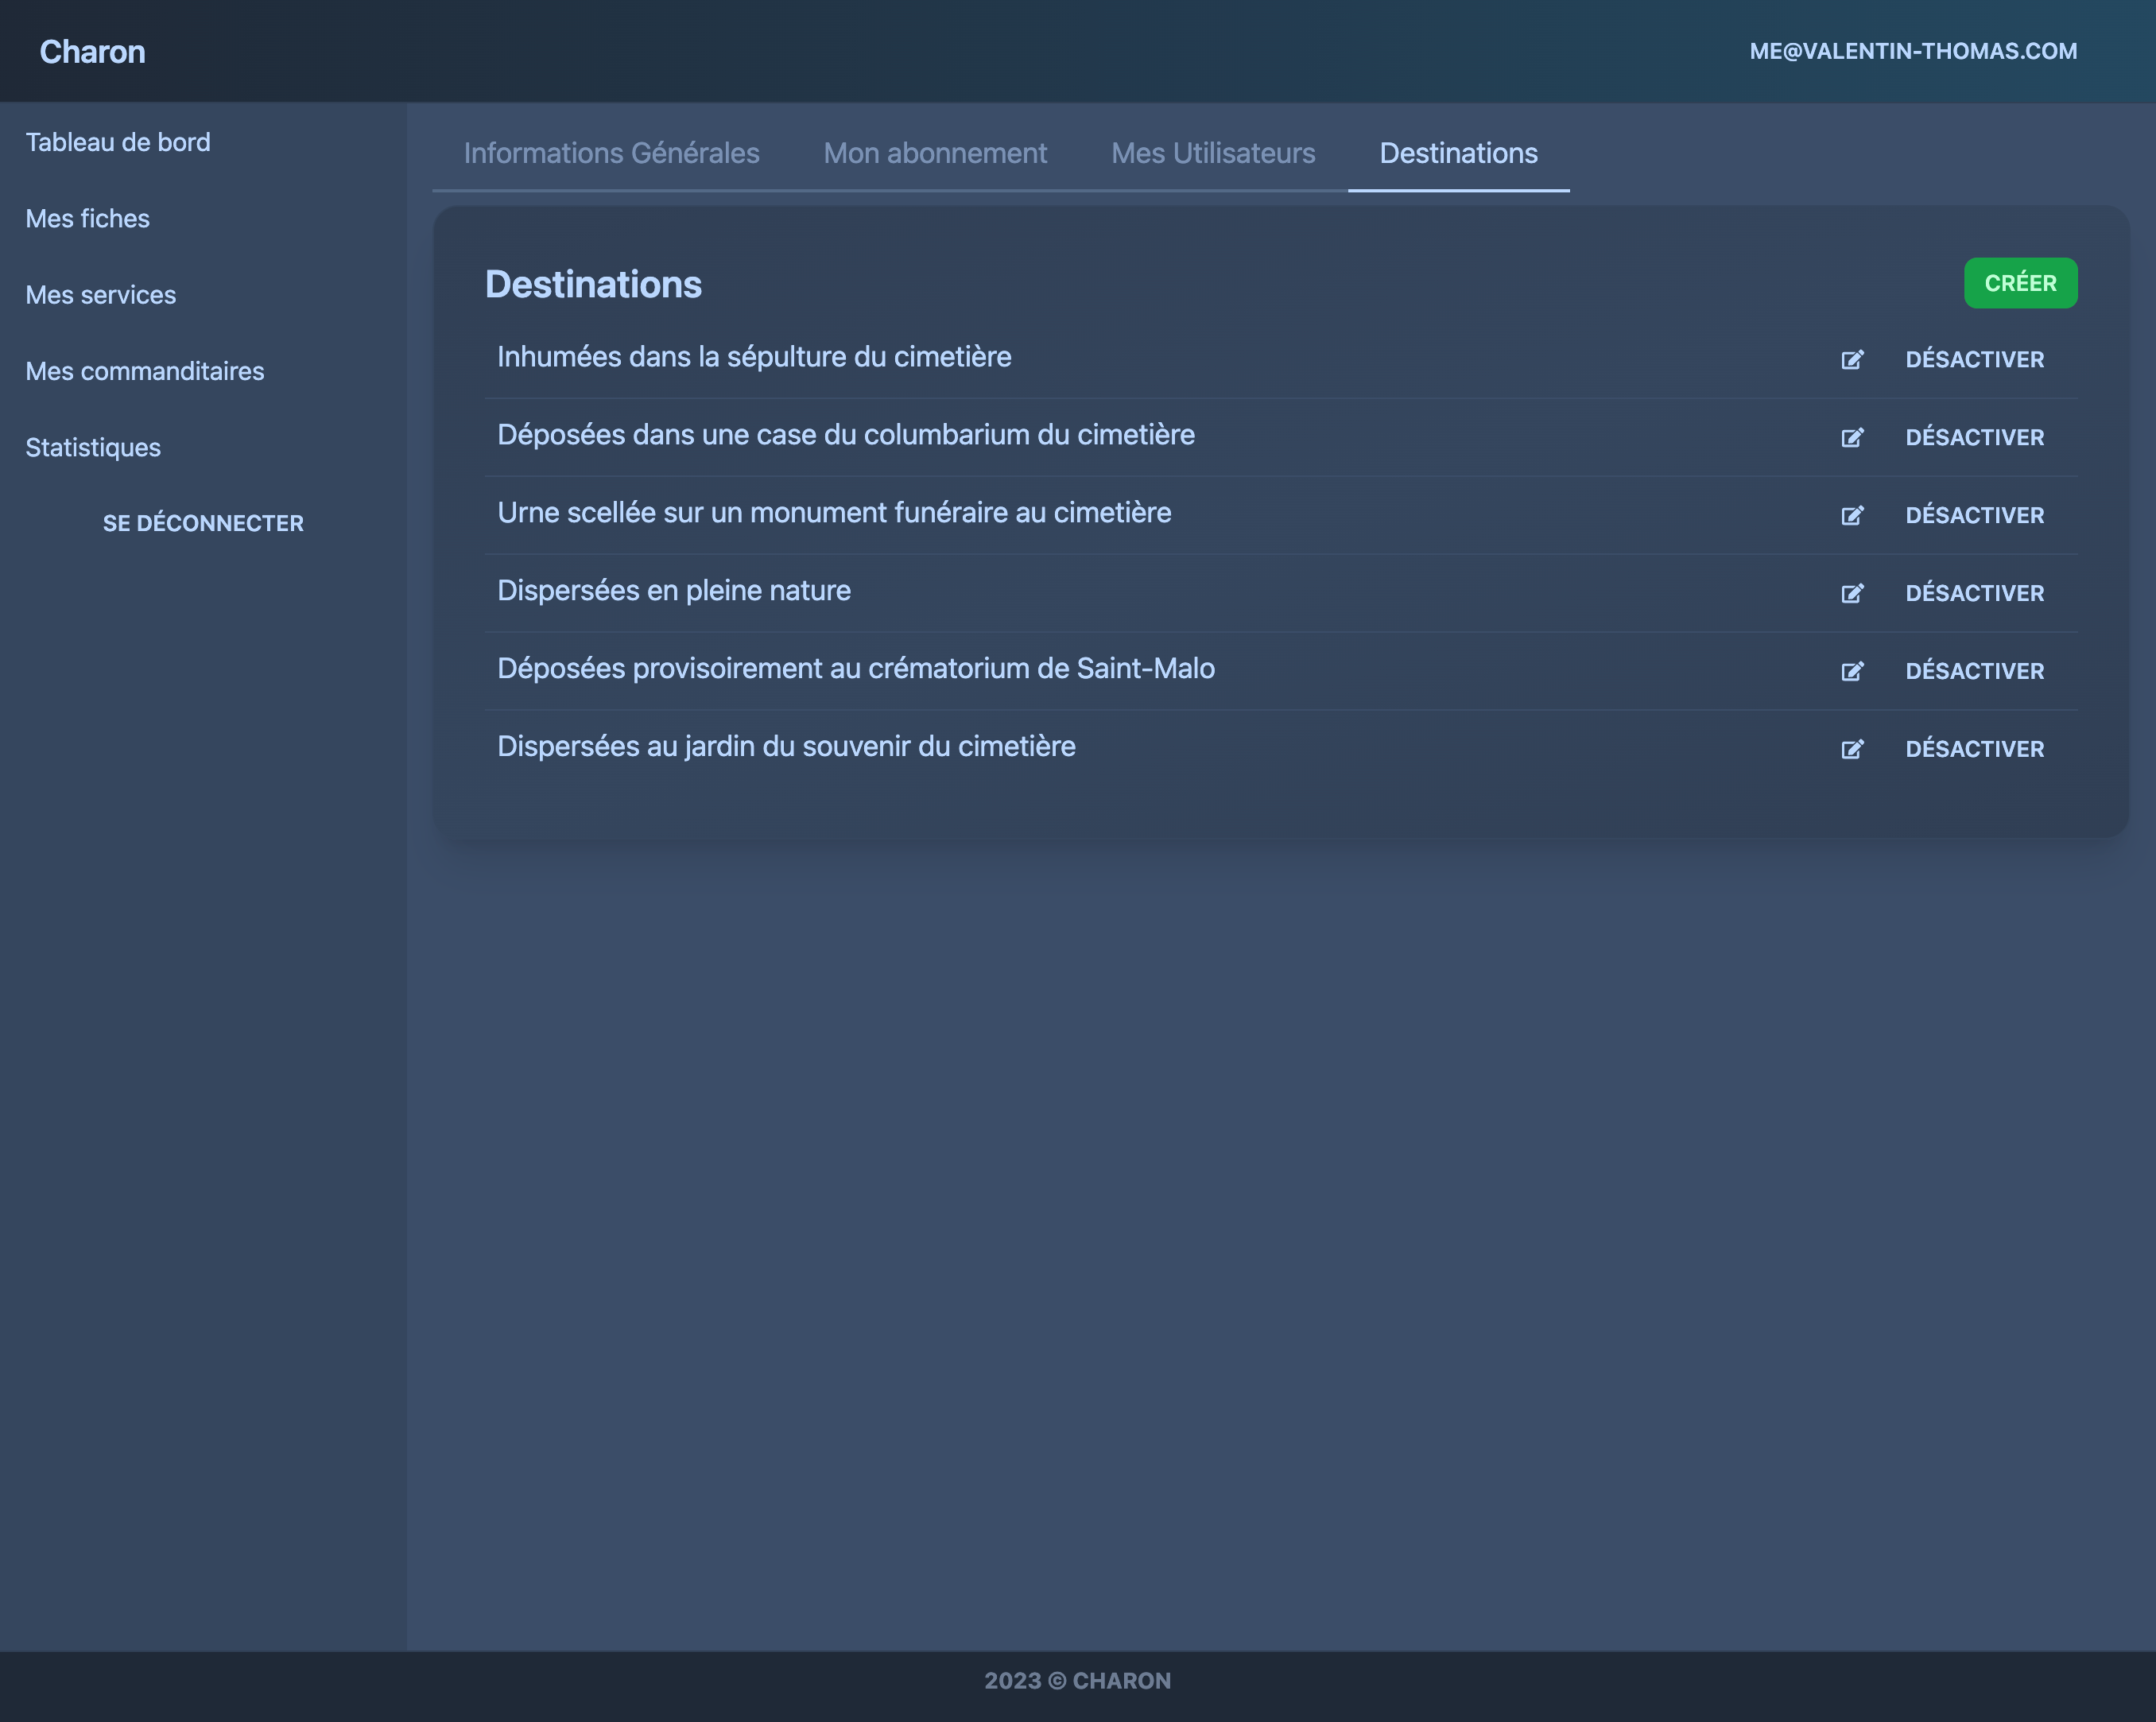 Charon
ME@VALENTIN-THOMAS.COM
Tableau de bord
Mes fiches
Mes services
Mes commanditaires
Statistiques
SE DÉCONNECTER
Informations Générales
Mon abonnement
Mes Utilisateurs
Destinations
Destinations
CRÉER
Inhumées dans la sépulture du cimetière
DÉSACTIVER
Déposées dans une case du columbarium du cimetière
DÉSACTIVER
Urne scellée sur un monument funéraire au cimetière
DÉSACTIVER
Dispersées en pleine nature
DÉSACTIVER
Déposées provisoirement au crématorium de Saint-Malo
DÉSACTIVER
Dispersées au jardin du souvenir du cimetière
DÉSACTIVER
2023 © CHARON